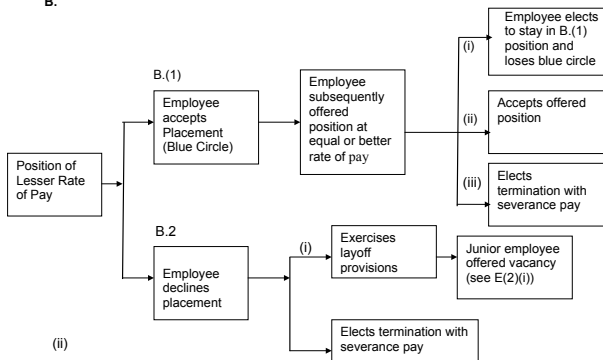 B.
Position of
Lesser Rate
of Pay
B.(1)
Employee
accepts
Placement
(Blue Circle)
Employee
subsequently
offered
position at
equal or better
rate of pay
(i)
Employee elects
to stay in B.(1)
position and
loses blue circle
(ii)
Accepts offered
position
(iii)
Elects
termination with
severance pay
B.2
Employee
declines
placement
(i)
Exercises
layoff
provisions
Junior employee
offered vacancy
(see E(2)(i))
(ii)
Elects termination with
severance pay